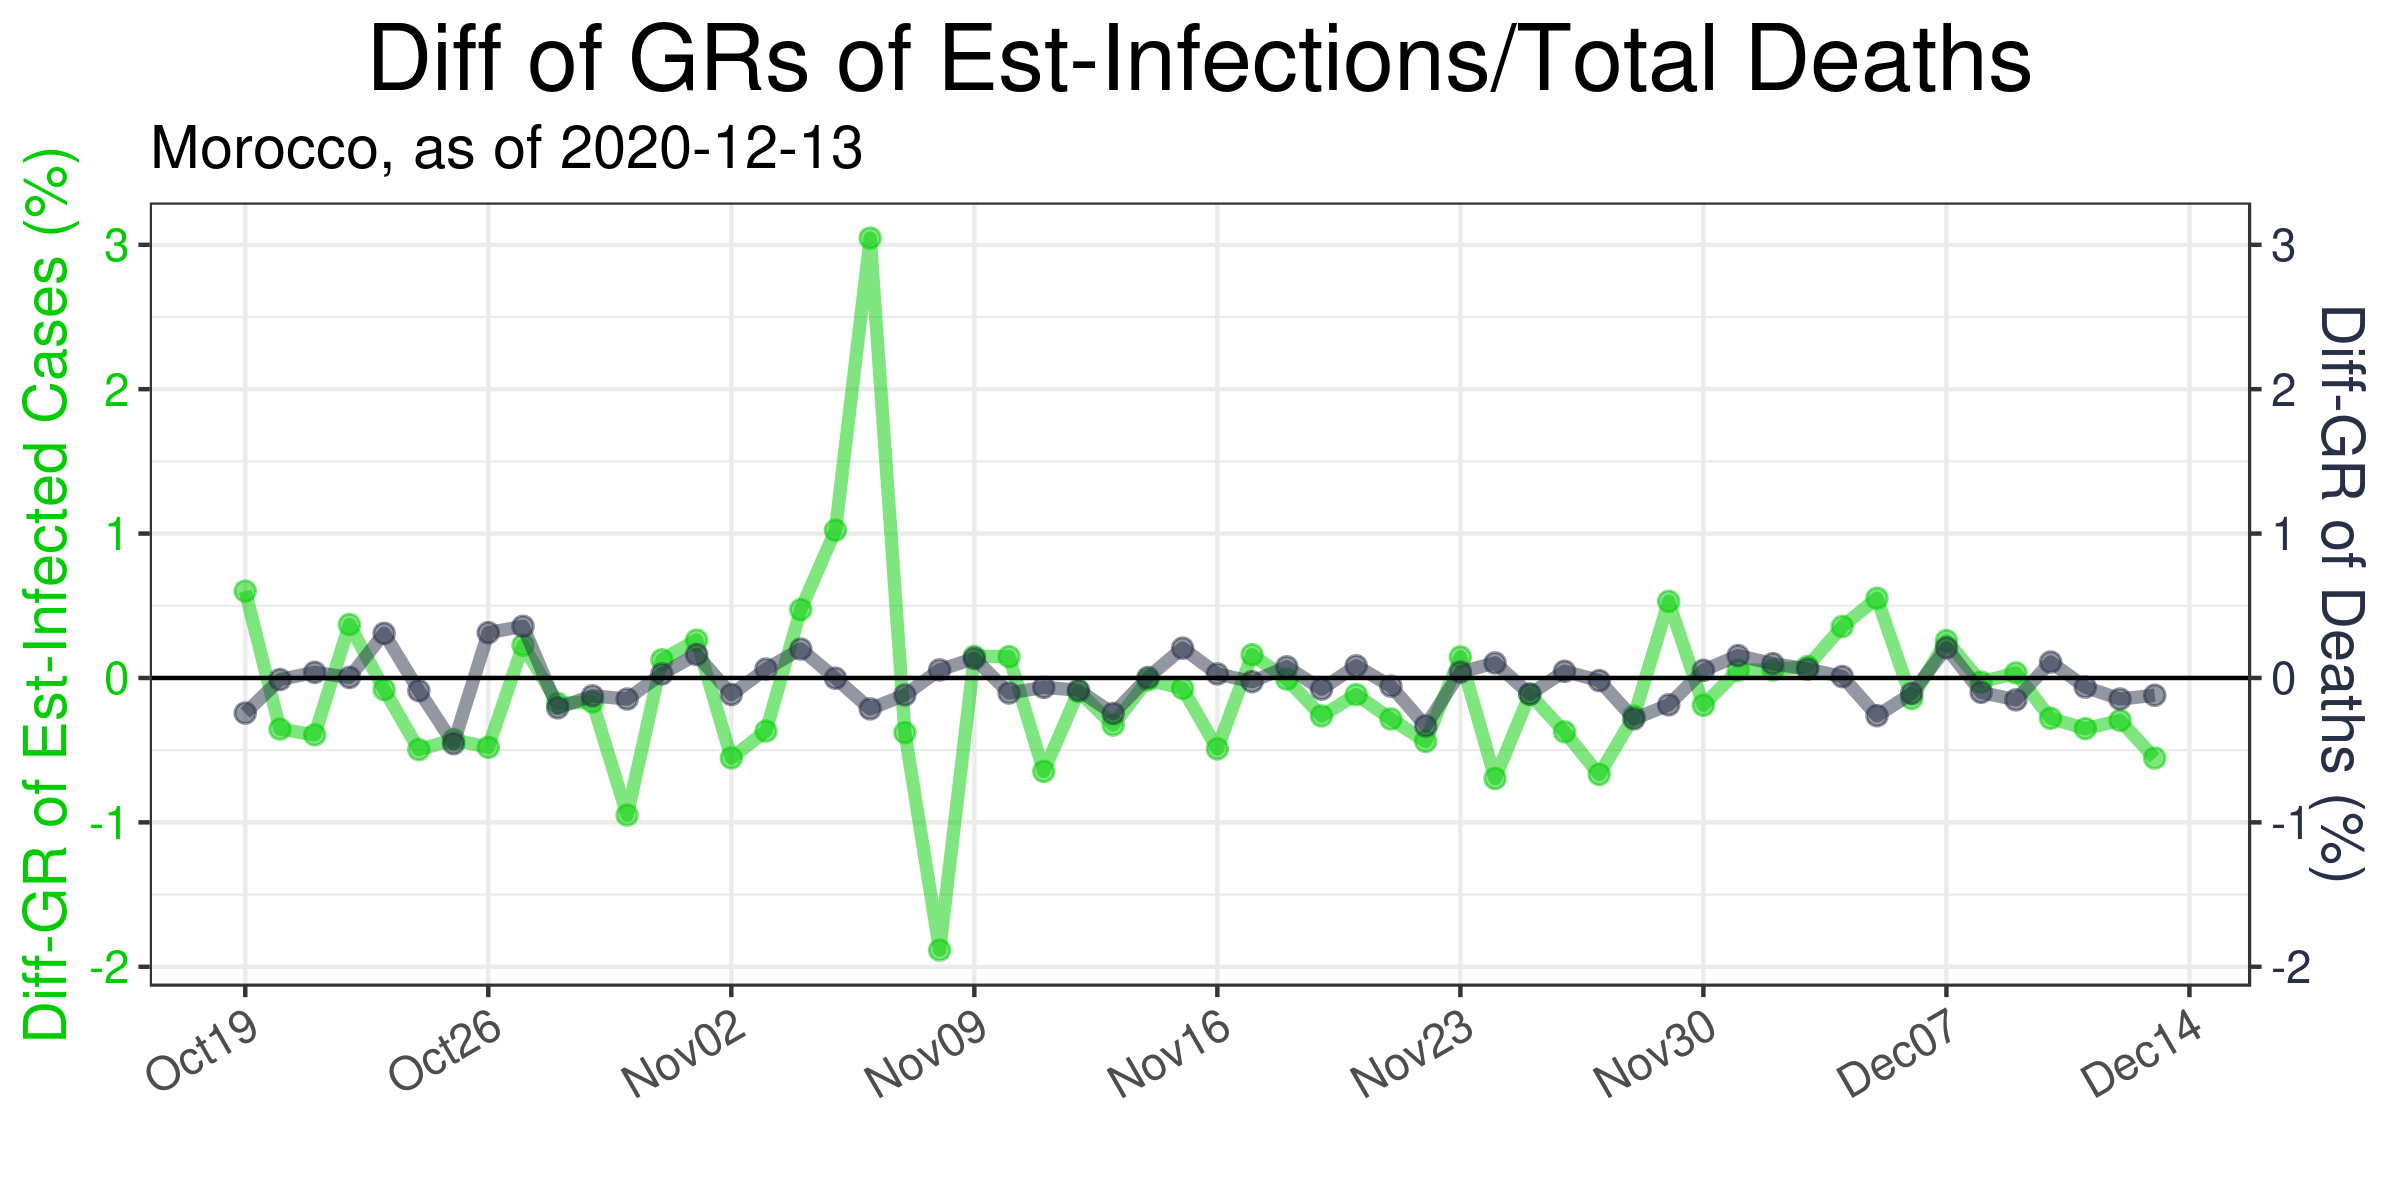 Diff of GRs of Est-Infections/Total Deaths
Morocco, as of 2020-12-13
Diff-GR of Est-Infected Cases (%)
3
2
1
0
-1
-2
3
2
1
0
-1
-2
Diff-GR of Deaths (%)
Oct19
Oct26
Nov02
Nov09
Nov16
Nov23
Nov30
Dec07
Dec14